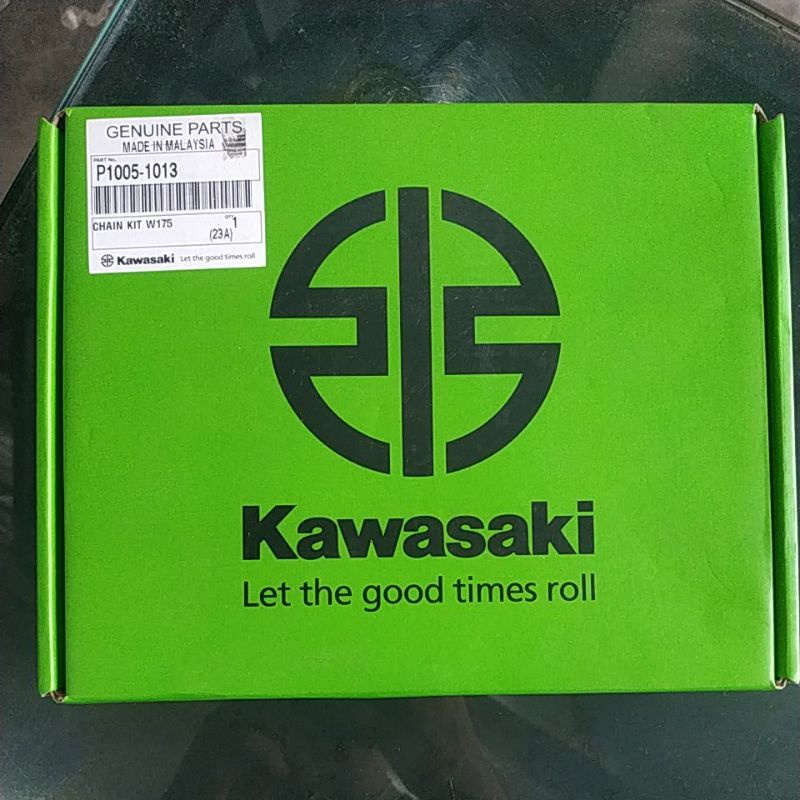 GENUINE PARTS
MADE IN MALAYSIA
PART No.
P1005-1013
CHAIN KIT W175
QTY 1
(23A)
Kawasaki Let the good times roll
Kawasaki
Let the good times roll